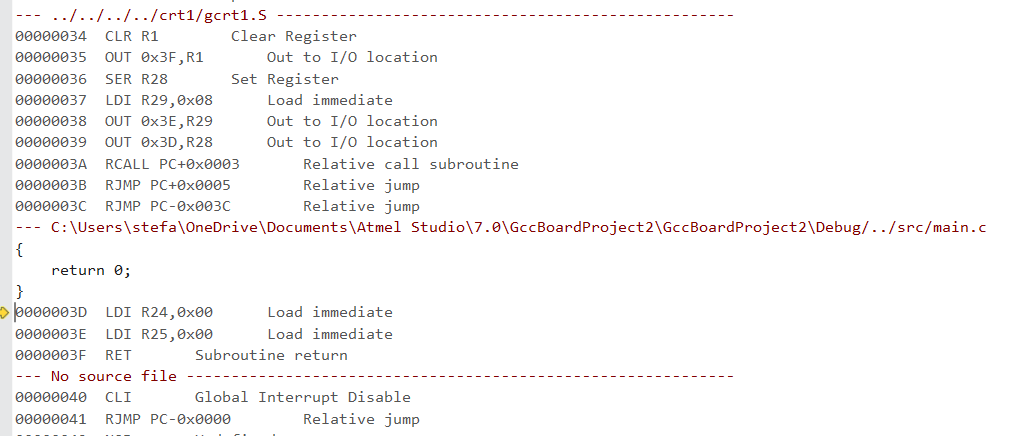 --- ../../../../crt1/gcrt1.S ---------------------------------------------------
00000034  CLR R1        Clear Register
00000035  OUT 0x3F,R1       Out to I/O location
00000036  SER R28       Set Register
00000037  LDI R29,0x08      Load immediate
00000038  OUT 0x3E,R29      Out to I/O location
00000039  OUT 0x3D,R28      Out to I/O location
0000003A  RCALL PC+0x0003       Relative call subroutine
0000003B  RJMP PC+0x0005        Relative jump
0000003C  RJMP PC-0x003C        Relative jump
--- C:\Users\stefa\OneDrive\Documents\Atmel Studio\7.0\GccBoardProject2\GccBoardProject2\Debug/../src/main.c
{
    return 0;
}
0000003D  LDI R24,0x00      Load immediate
0000003E  LDI R25,0x00      Load immediate
0000003F  RET       Subroutine return
--- No source file -------------------------------------------------------------
00000040  CLI       Global Interrupt Disable
00000041  RJMP PC-0x0000        Relative jump